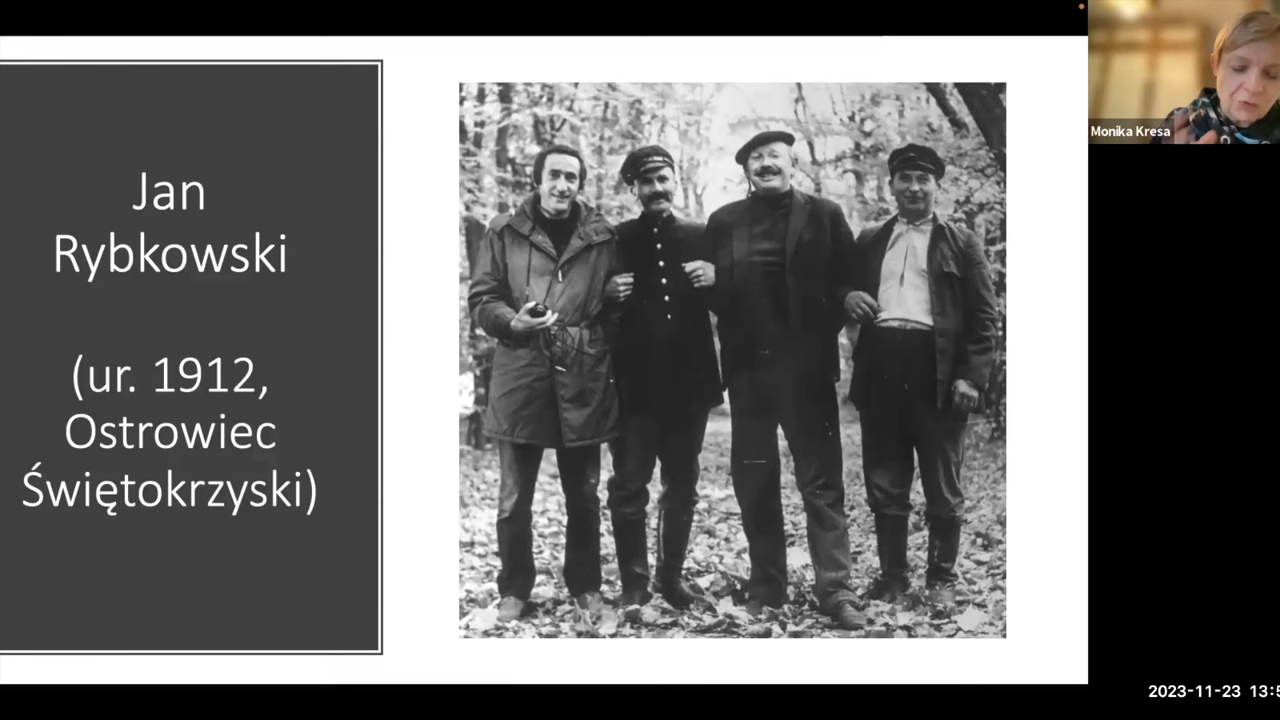 Jan
Rybkowski
(ur. 1912,
Ostrowiec
Świętokrzyski)
Monika Kresa
2023-11-23 13:5